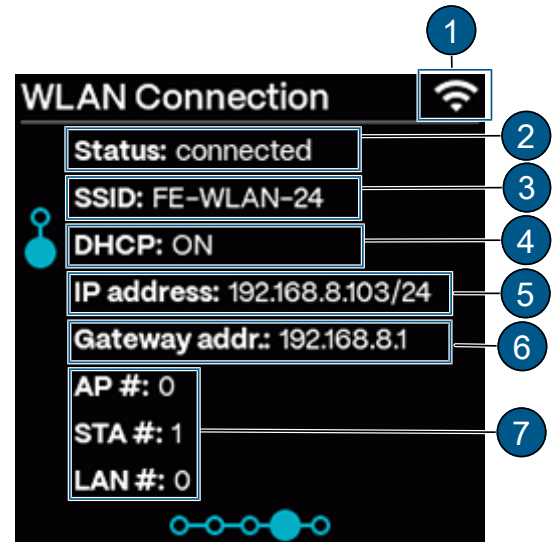 1
WLAN Connection
Status: connected
2
SSID: FE-WLAN-24
3
DHCP: ON
4
IP address: 192.168.8.103/24
5
Gateway addr.: 192.168.8.1
6
AP #: 0
STA #: 1
7
LAN #: 0